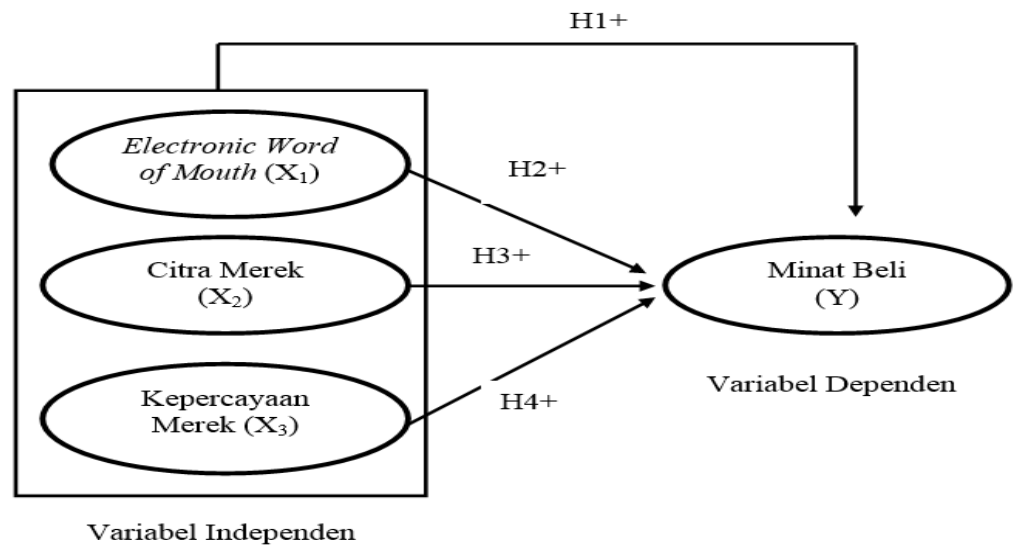 H1+
Electronic Word
of Mouth (X₁)
H2+
Citra Merek
(X₂)
H3+
Minat Beli
(Y)
Kepercayaan
Merek (X₃)
H4+
Variabel Dependen
Variabel Independen